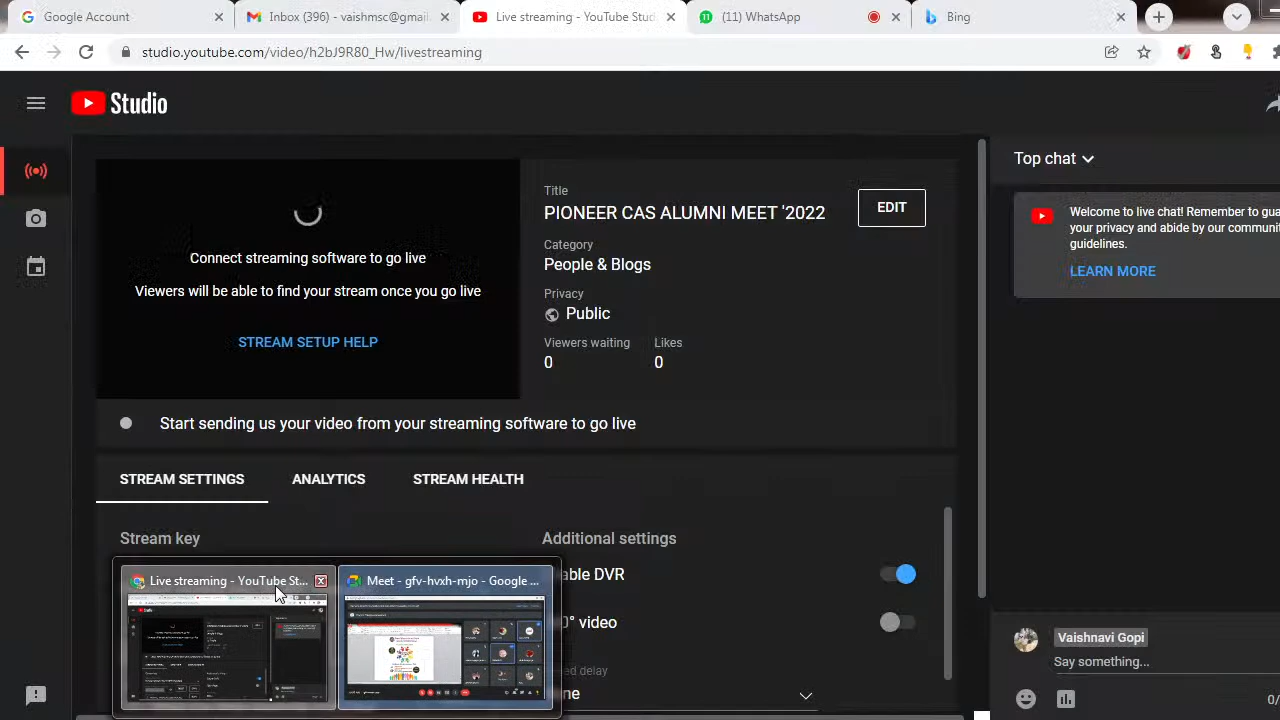 Google Account
Inbox (396) - vaishmsc@gmail.
Live streaming - YouTube Stud
(11) WhatsApp
Bing
studio.youtube.com/video/h2bJ9R80_Hw/livestreaming
Studio
Top chat
Title
PIONEER CAS ALUMNI MEET '2022
EDIT
Welcome to live chat! Remember to gua
your privacy and abide by our communi
guidelines.
LEARN MORE
Category
People & Blogs
Connect streaming software to go live
Viewers will be able to find your stream once you go live
Privacy
Public
STREAM SETUP HELP
Viewers waiting
Likes
0
0
Start sending us your video from your streaming software to go live
STREAM SETTINGS
ANALYTICS
STREAM HEALTH
Stream key
Additional settings
Live streaming - YouTube St...
Meet - gfv-hvxh-mjo - Google ...
able DVR
0° video
ed delay
ne
Vaishnavi Gopi
Say something...
0/